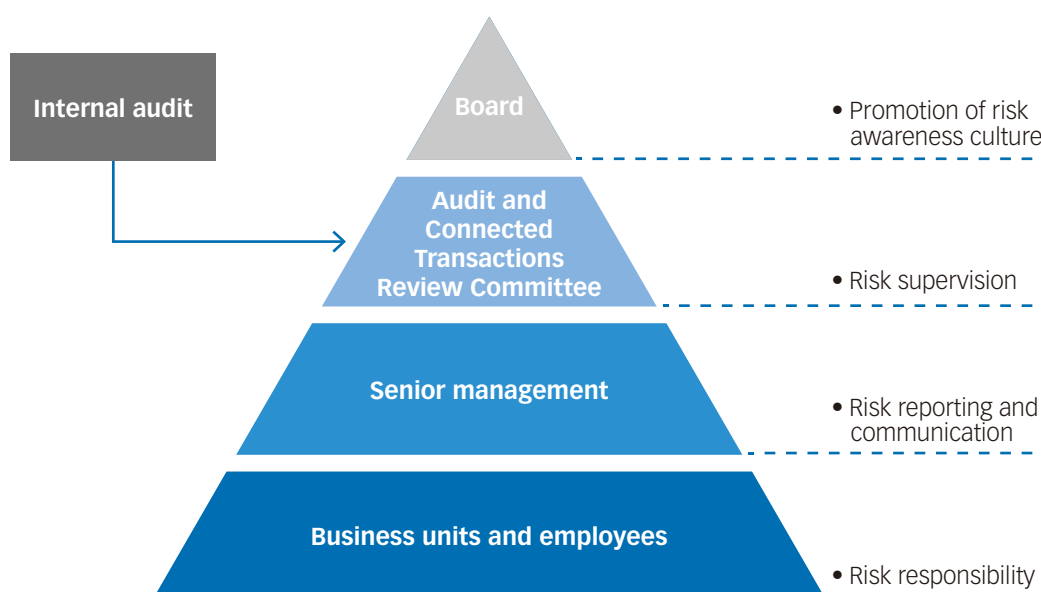 Internal audit
Board
• Promotion of risk
awareness culture
Audit and
Connected
Transactions
Review Committee
• Risk supervision
Senior management
• Risk reporting and
communication
Business units and employees
• Risk responsibility